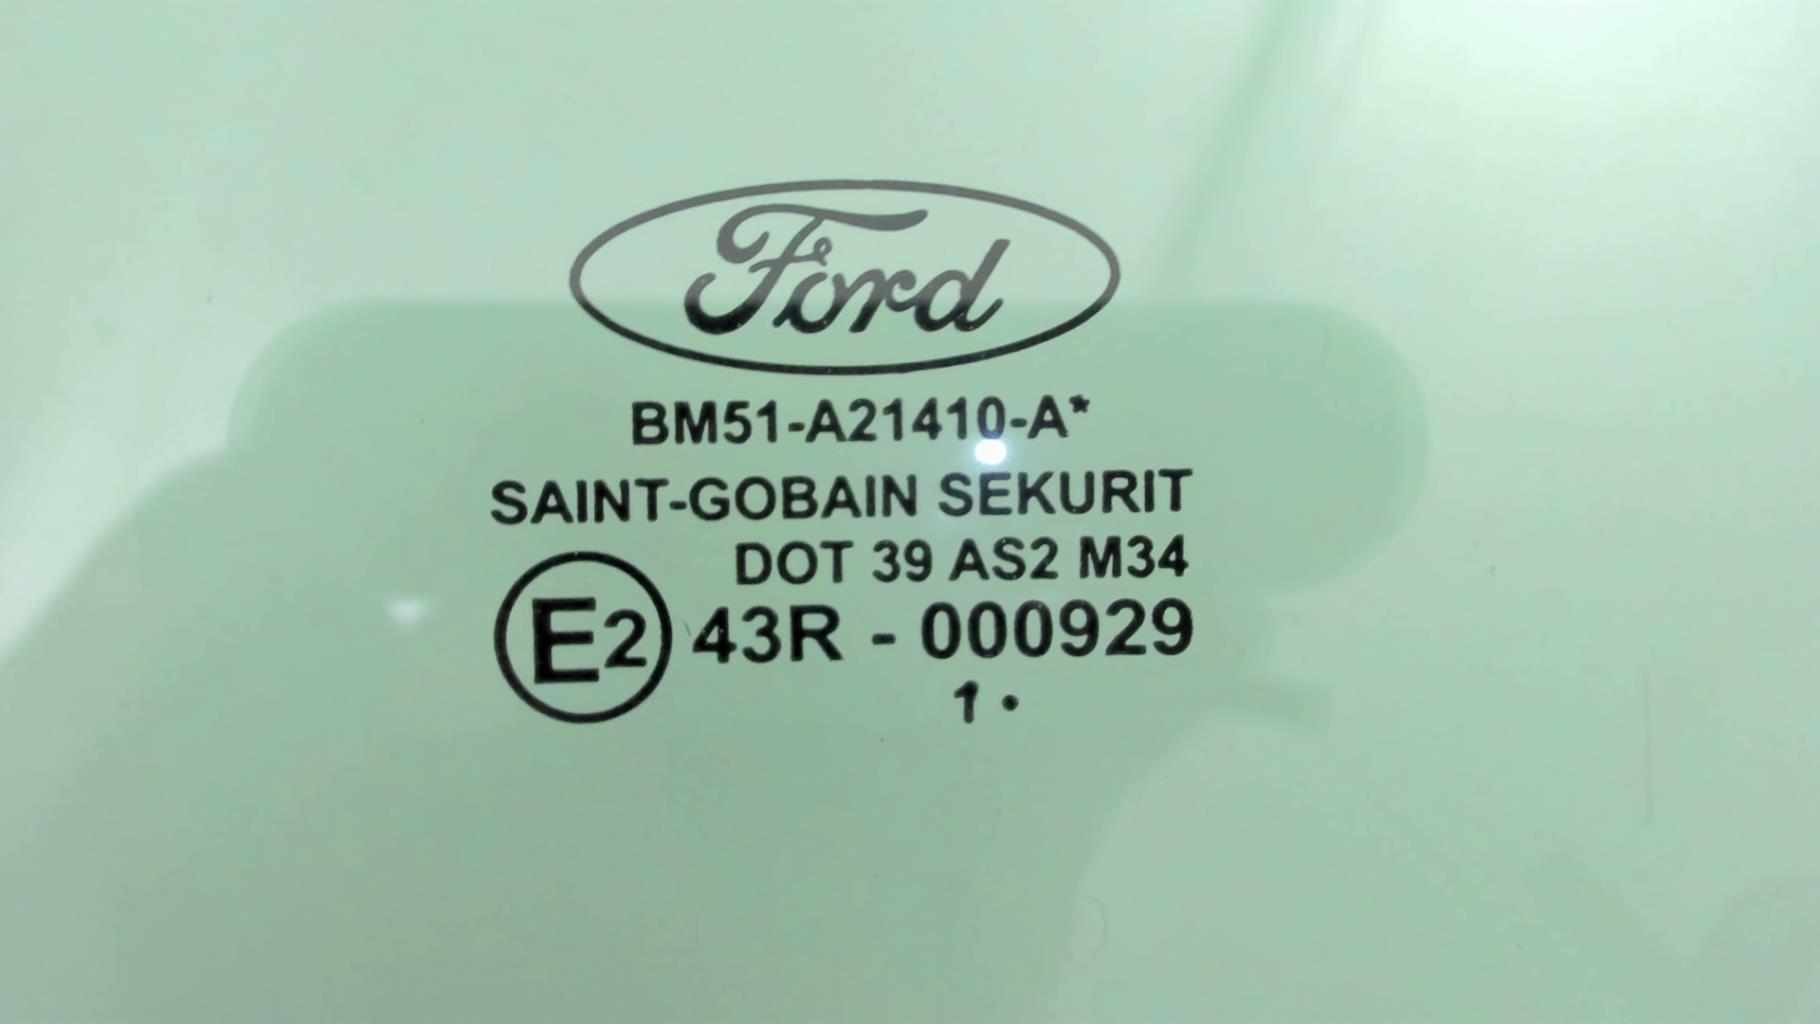 Ford
BM51-A21410-A*
SAINT-GOBAIN SEKURIT
DOT 39 AS2 M34
E2 43R - 000929
1 •